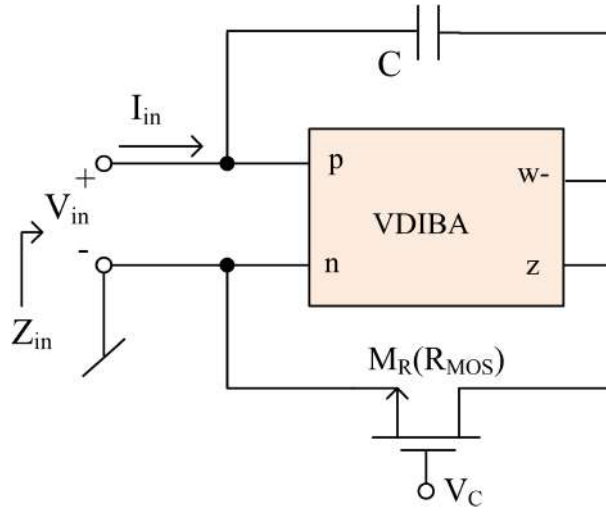 C
I_in
+
p
w-
V_in
VDIBA
-
n
z
Z_in
M_R(R_MOS)
V_C